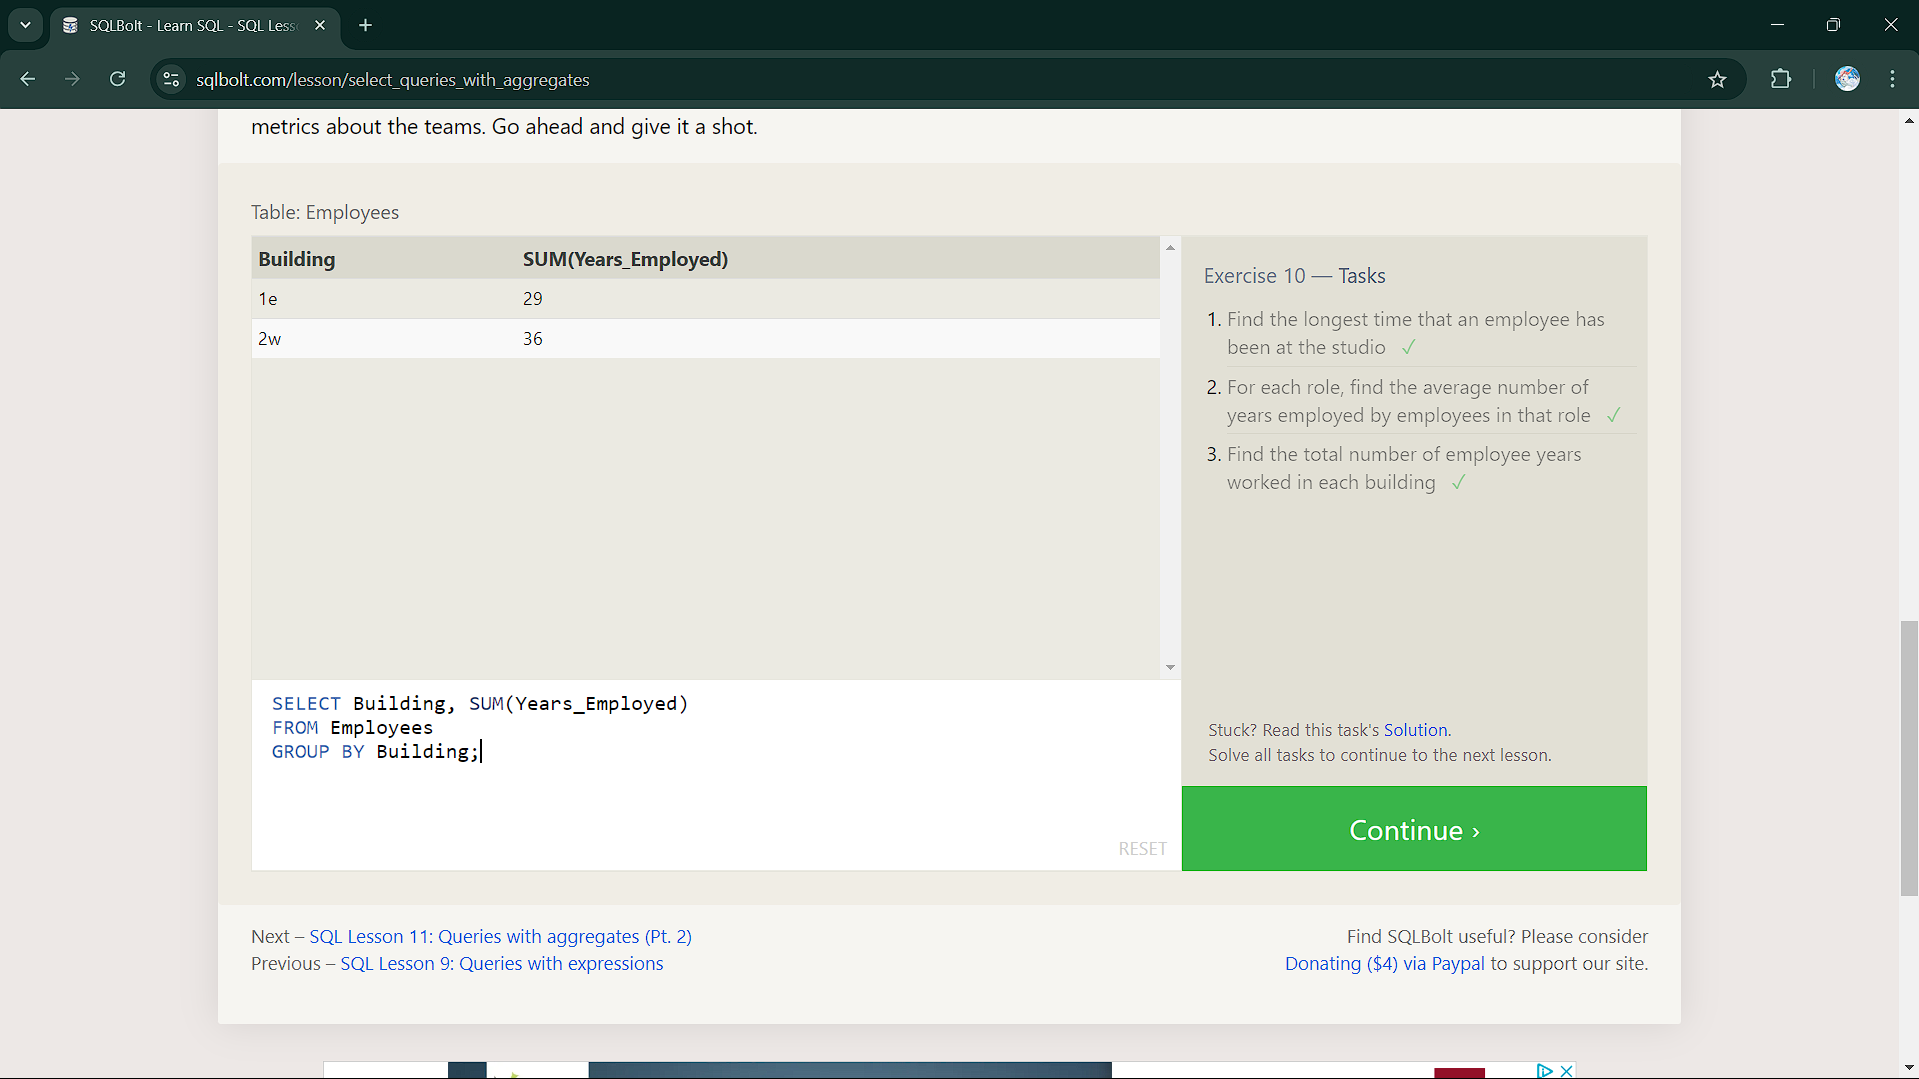 SQLBolt - Learn SQL - SQL Less
sqlbolt.com/lesson/select_queries_with_aggregates
metrics about the teams. Go ahead and give it a shot.
Table: Employees
Building SUM(Years_Employed)
1e 29
2w 36
SELECT Building, SUM(Years_Employed)
FROM Employees
GROUP BY Building;
RESET
Exercise 10 — Tasks
1. Find the longest time that an employee has
been at the studio ✓
2. For each role, find the average number of
years employed by employees in that role ✓
3. Find the total number of employee years
worked in each building ✓
Stuck? Read this task's Solution.
Solve all tasks to continue to the next lesson.
Continue ›
Next – SQL Lesson 11: Queries with aggregates (Pt. 2)
Previous – SQL Lesson 9: Queries with expressions
Find SQLBolt useful? Please consider
Donating ($4) via Paypal to support our site.